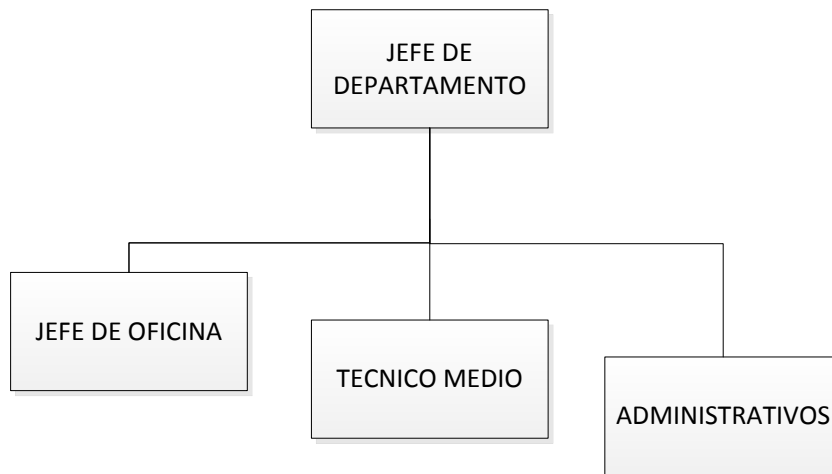 JEFE DE
DEPARTAMENTO
JEFE DE OFICINA
TECNICO MEDIO
ADMINISTRATIVOS